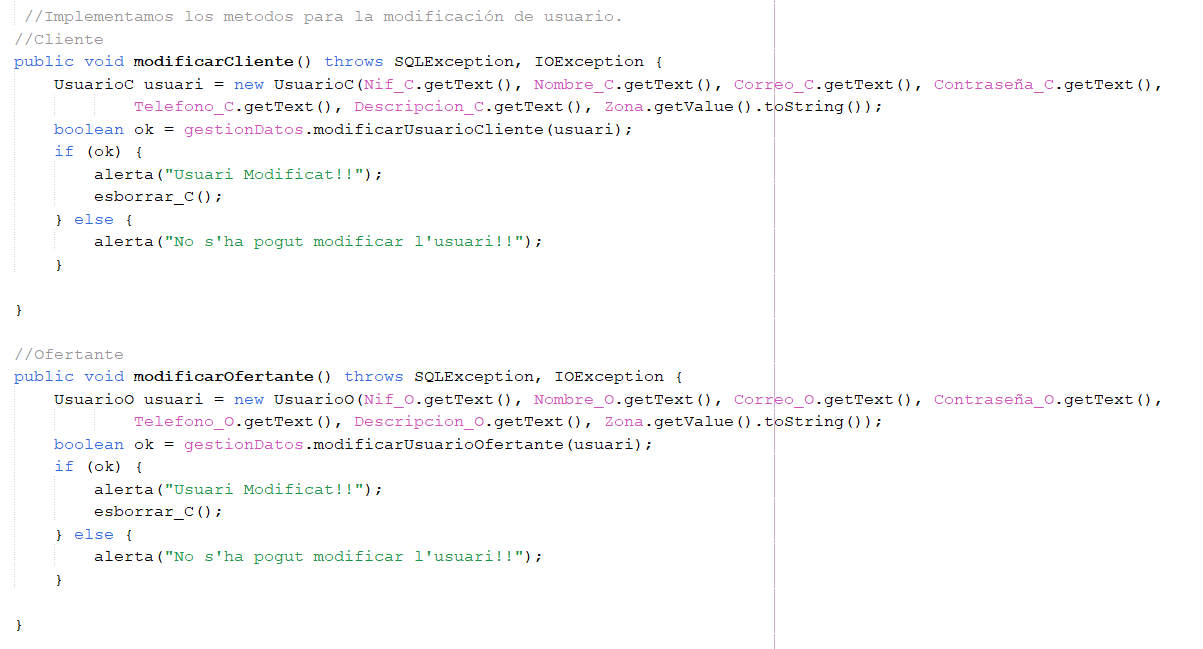 //Implementamos los metodos para la modificación de usuario.
//Cliente
public void modificarCliente() throws SQLException, IOException {
    UsuarioC usuari = new UsuarioC(Nif_C.getText(), Nombre_C.getText(), Correo_C.getText(), Contraseña_C.getText(),
            Telefono_C.getText(), Descripcion_C.getText(), Zona.getValue().toString());
    boolean ok = gestionDatos.modificarUsuarioCliente(usuari);
    if (ok) {
        alerta("Usuari Modificat!!");
        esborrar_C();
    } else {
        alerta("No s'ha pogut modificar l'usuari!!");
    }

}

//Ofertante
public void modificarOfertante() throws SQLException, IOException {
    UsuarioO usuari = new UsuarioO(Nif_O.getText(), Nombre_O.getText(), Correo_O.getText(), Contraseña_O.getText(),
            Telefono_O.getText(), Descripcion_O.getText(), Zona.getValue().toString());
    boolean ok = gestionDatos.modificarUsuarioOfertante(usuari);
    if (ok) {
        alerta("Usuari Modificat!!");
        esborrar_C();
    } else {
        alerta("No s'ha pogut modificar l'usuari!!");
    }

}